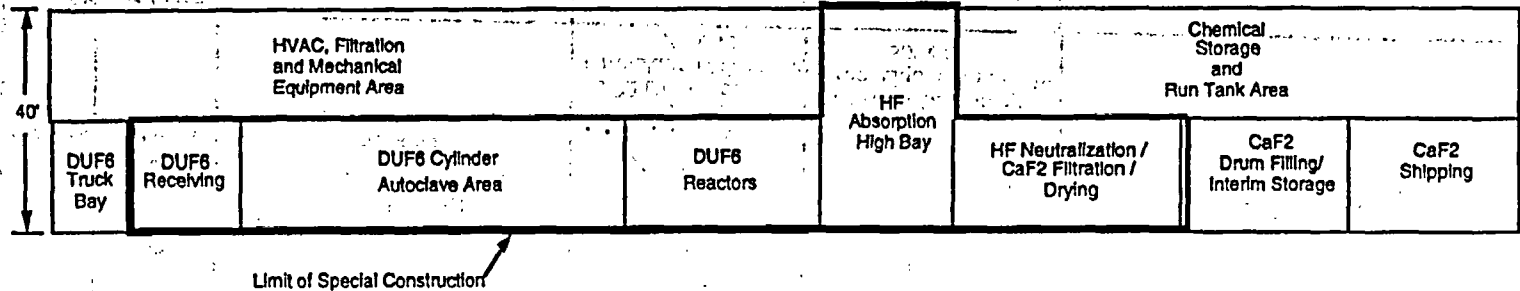 40'
HVAC, Filtration
and Mechanical
Equipment Area
Chemical
Storage
and
Run Tank Area
HF
Absorption
High Bay
DUF6
Truck
Bay
DUF6
Receiving
DUF6 Cylinder
Autoclave Area
DUF6
Reactors
HF Neutralization /
CaF2 Filtration /
Drying
CaF2
Drum Filling/
Interim Storage
CaF2
Shipping
Limit of Special Construction